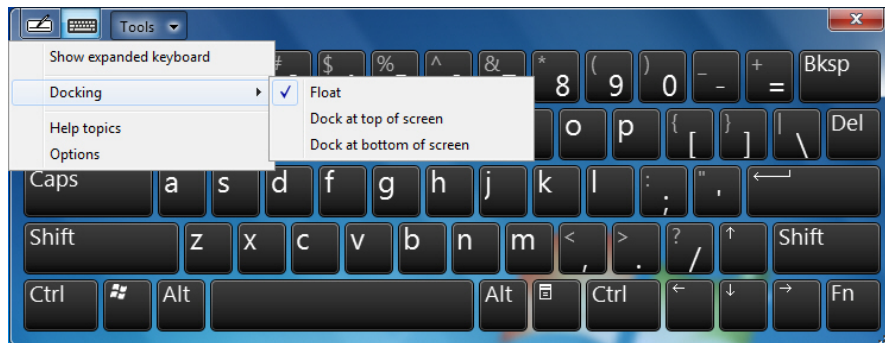 Tools
Show expanded keyboard
Docking
Help topics
Options
Float
Dock at top of screen
Dock at bottom of screen
# $ % ^ & * 8 ( 9 ) 0 _ - + = Bksp
o p { [ } ] | \ Del
Caps a s d f g h j k l : ; " '
Shift z x c v b n m < , > . ? / ↑ Shift
Ctrl Alt Alt Ctrl ← ↓ → Fn